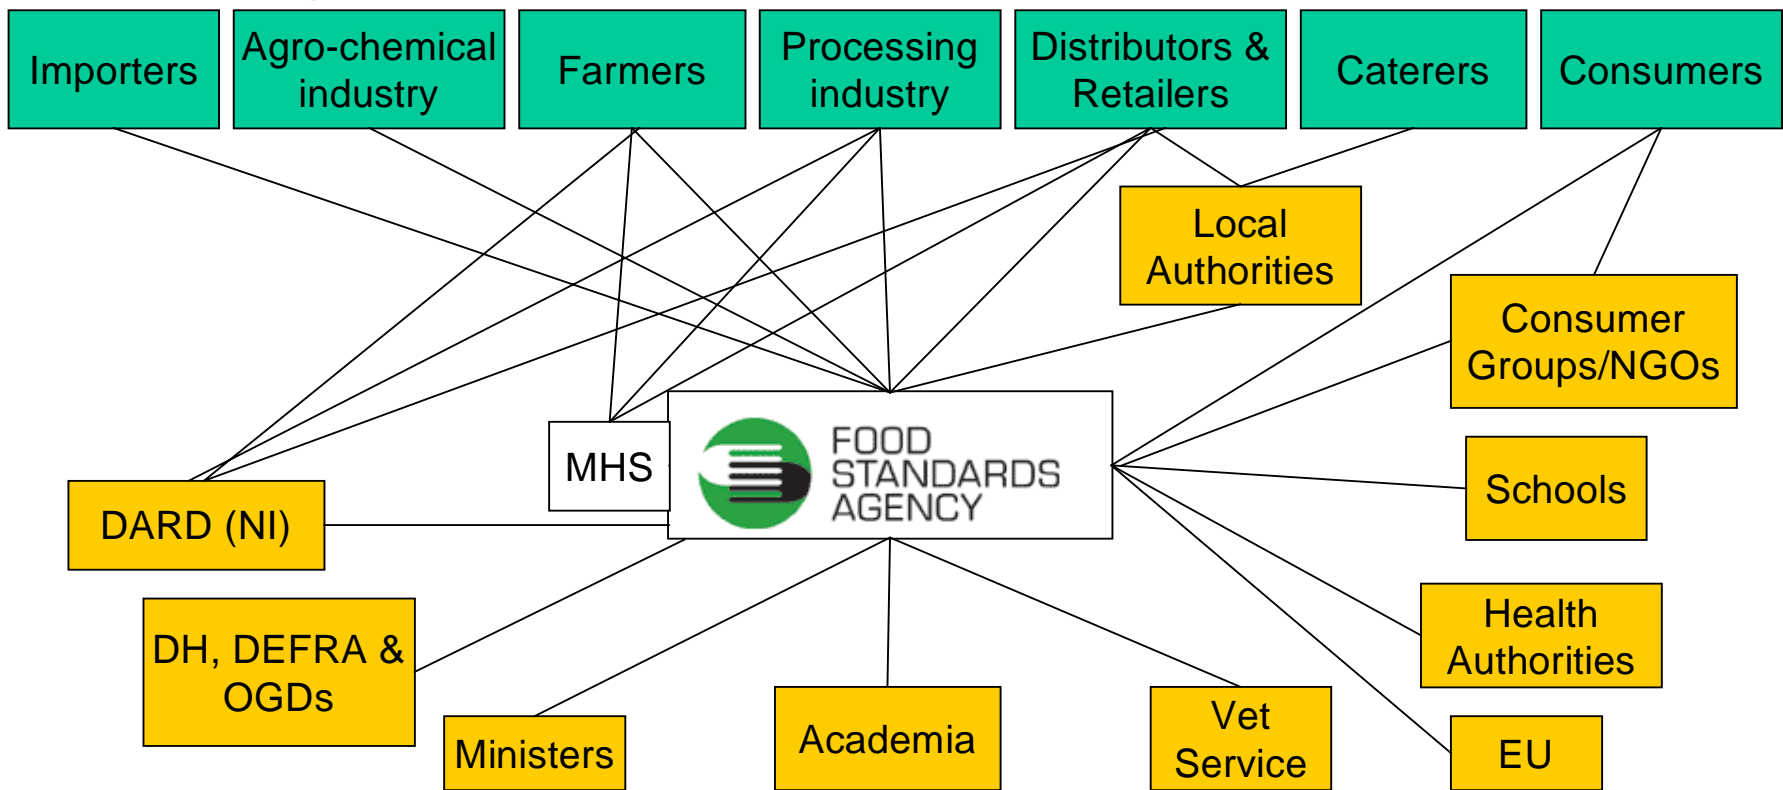 Importers
Agro-chemical
industry
Farmers
Processing
industry
Distributors &
Retailers
Caterers
Consumers
Local
Authorities
Consumer
Groups/NGOs
MHS
FOOD
STANDARDS
AGENCY
Schools
DARD (NI)
Health
Authorities
DH, DEFRA &
OGDs
Ministers
Academia
Vet
Service
EU